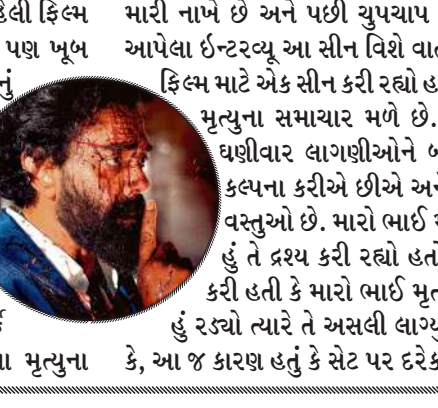 હેલી ફિલ્મ
પણ ખૂબ
નું
મૃત્યુના
મારી નાખે છે અને પછી ચુપચાપ
આપેલા ઇન્ટરવ્યૂ આ સીન વિશે વાત
ફિલ્મ માટે એક સીન કરી રહ્યો હ
મૃત્યુના સમાચાર મળે છે.
ઘણીવાર લાગણીઓને
કલ્પના કરીએ છીએ અને
વસ્તુઓ છે. મારો ભાઈ
હું તે દ્રશ્ય કરી રહ્યો હતો
કરી હતી કે મારો ભાઈ મૃત
હું રડ્યો ત્યારે તે અસલી લાગ્યુ
કે, આ જ કારણ હતું કે સેટ પર દરેક